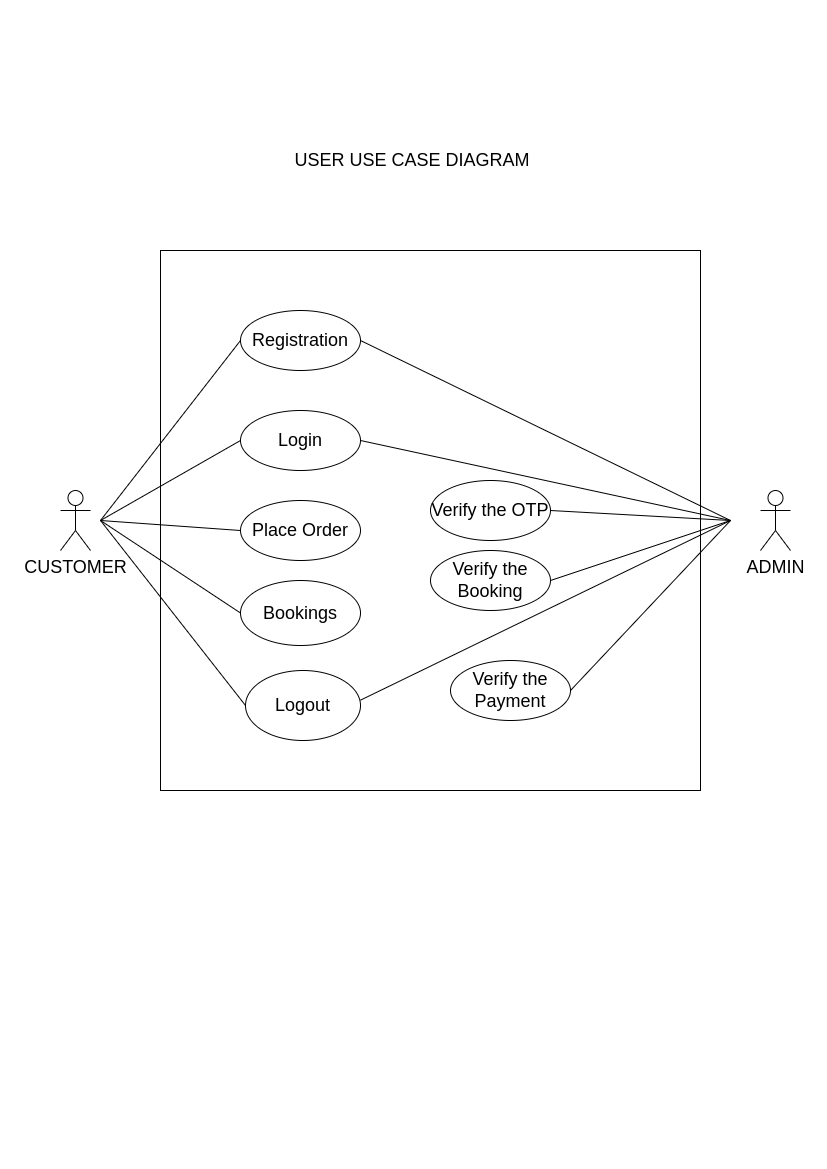 USER USE CASE DIAGRAM
Registration
Login
Verify the OTP
Place Order
CUSTOMER
ADMIN
Verify the
Booking
Bookings
Logout
Verify the
Payment